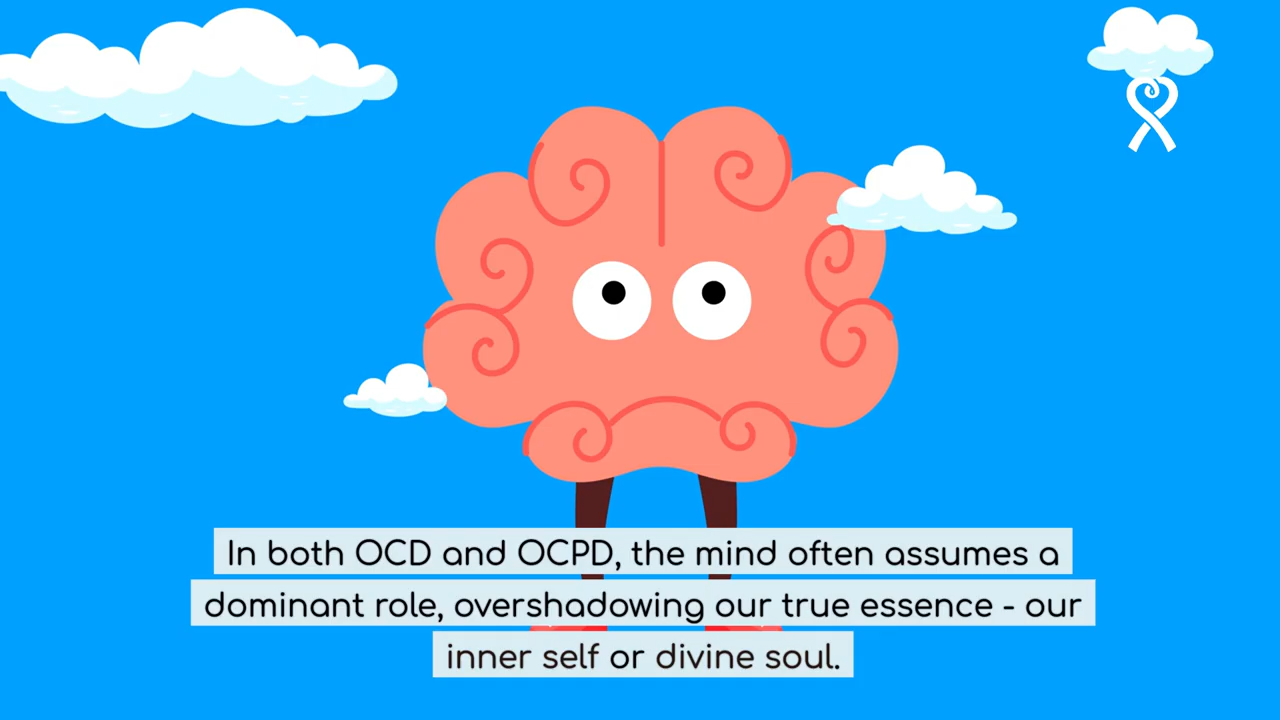 In both OCD and OCPD, the mind often assumes a
dominant role, overshadowing our true essence - our
inner self or divine soul.